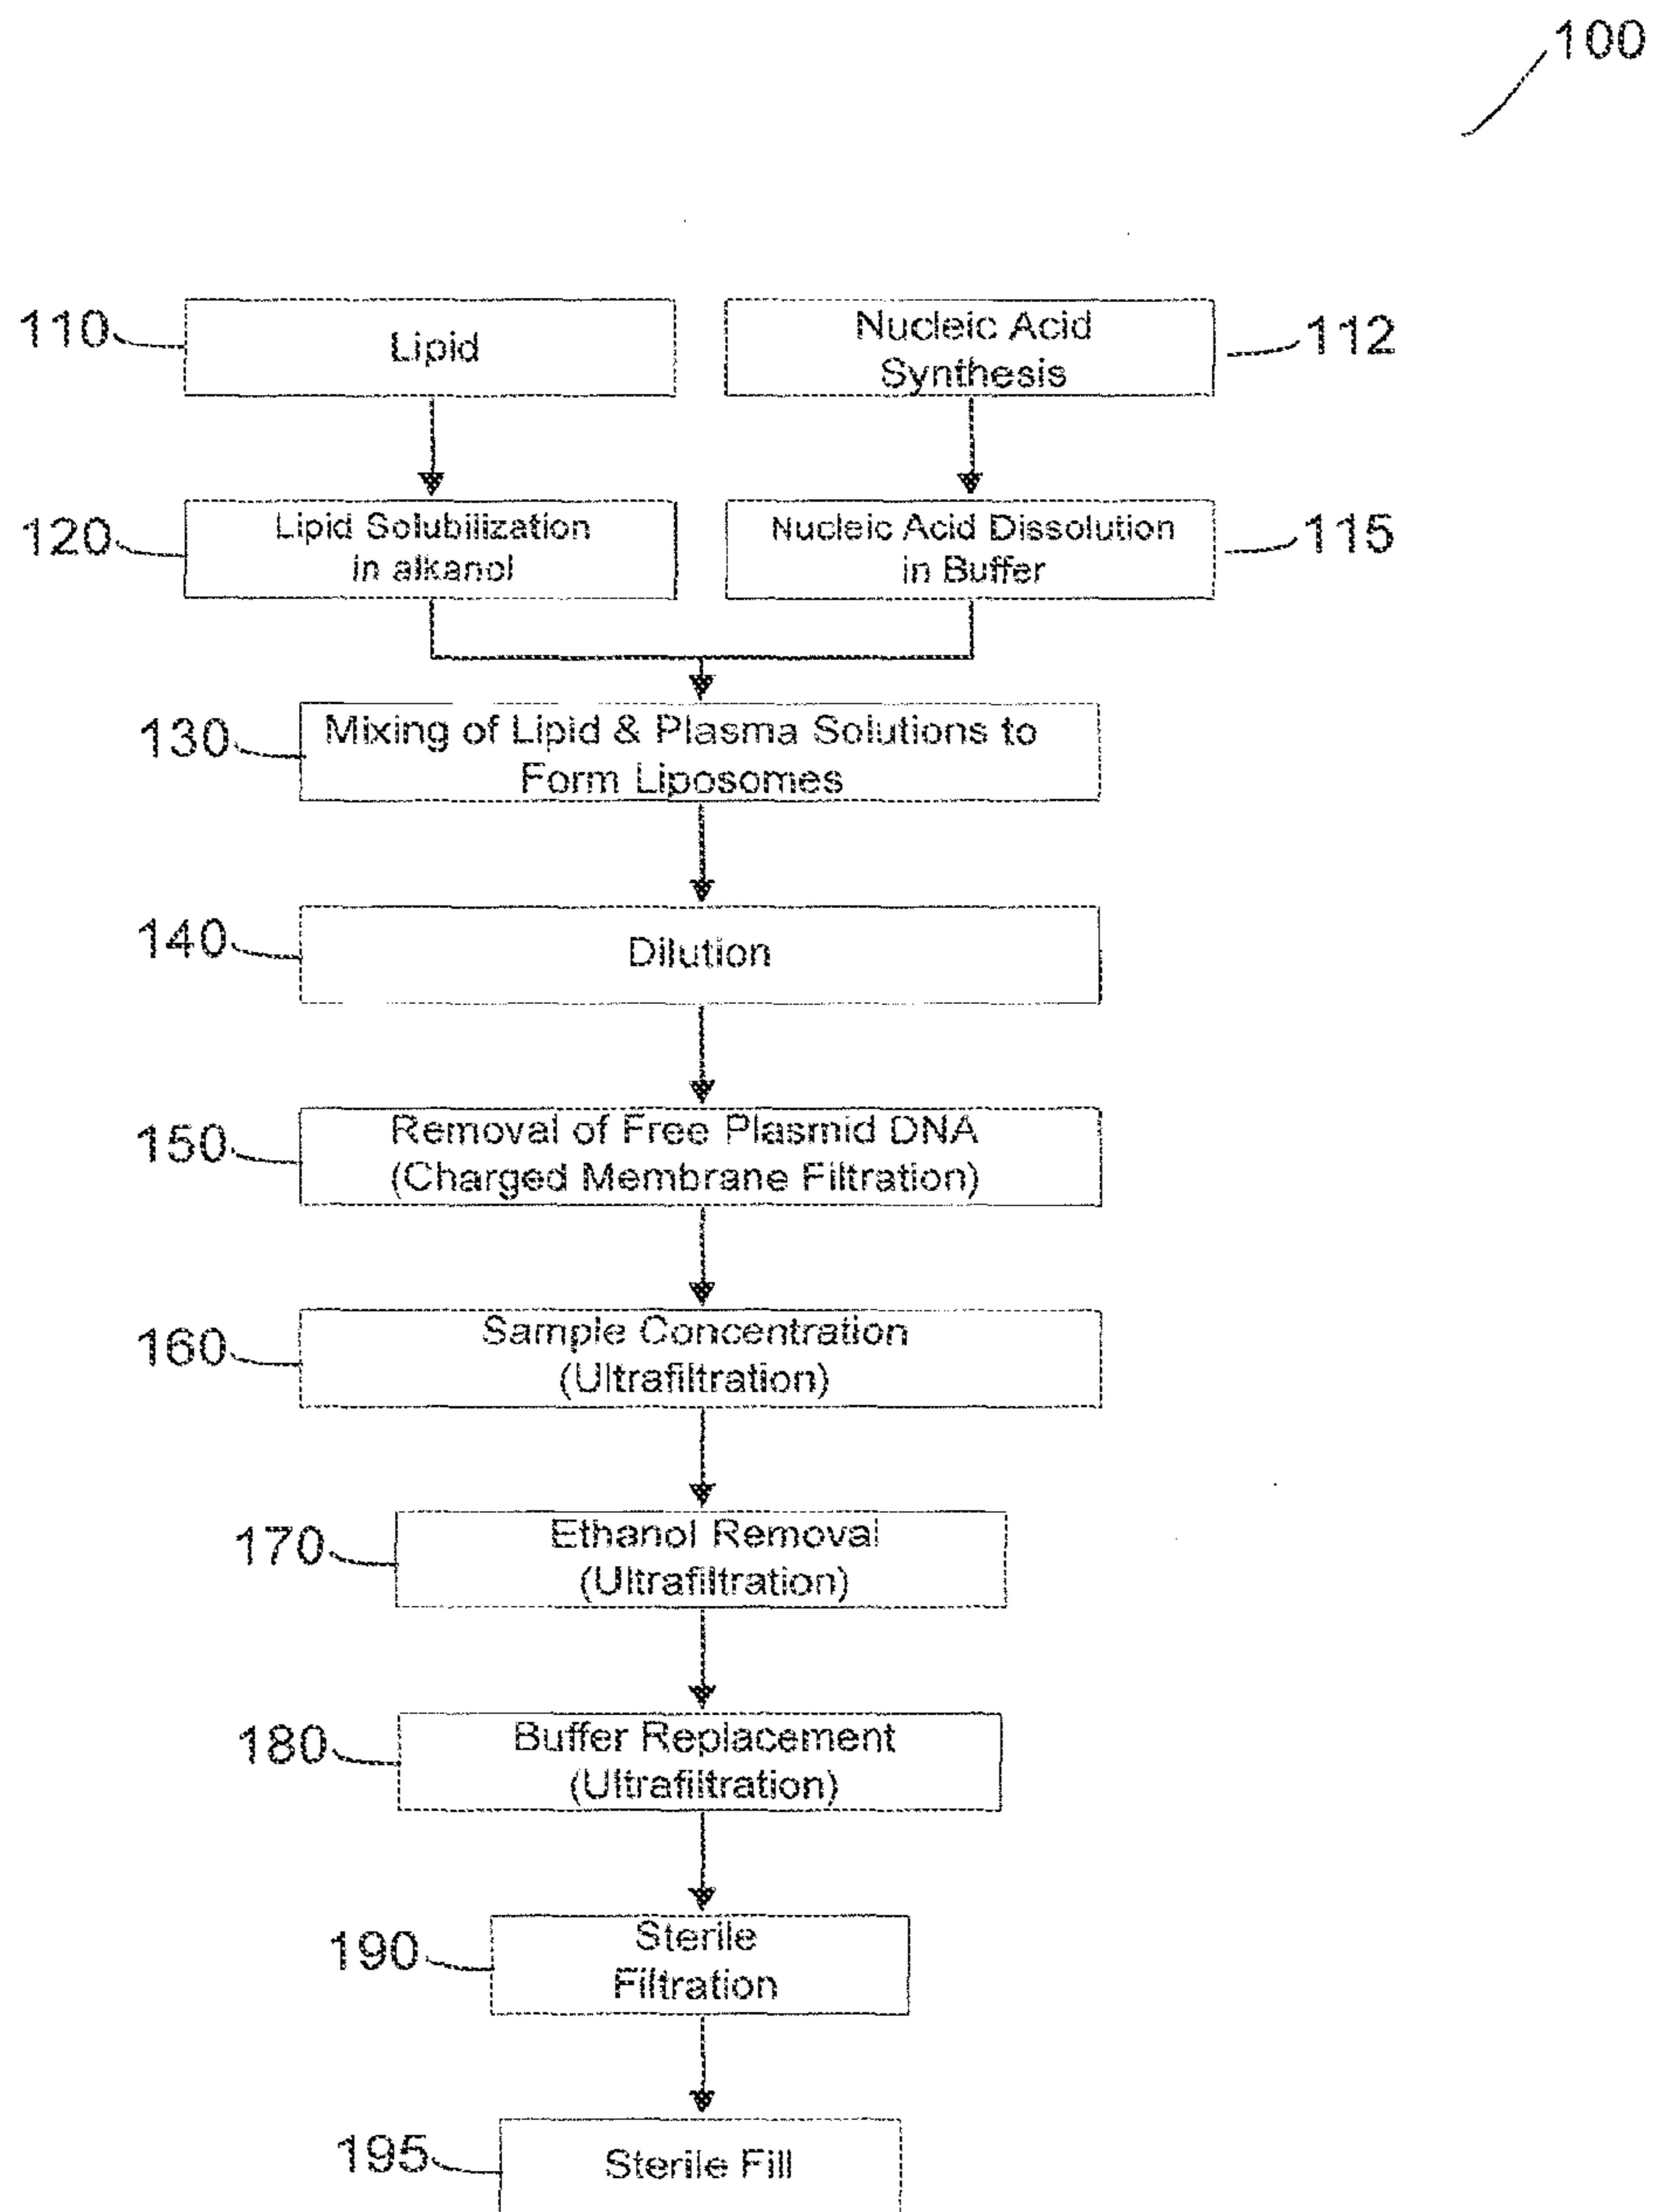 100
110
Lipid
Nucleic Acid
Synthesis
112
120
Lipid Solubilization
in alkanol
Nucleic Acid Dissolution
in Buffer
115
130
Mixing of Lipid & Plasma Solutions to
Form Liposomes
140
Dilution
150
Removal of Free Plasmid DNA
(Charged Membrane Filtration)
160
Sample Concentration
(Ultrafiltration)
170
Ethanol Removal
(Ultrafiltration)
180
Buffer Replacement
(Ultrafiltration)
190
Sterile
Filtration
195
Sterile Fill